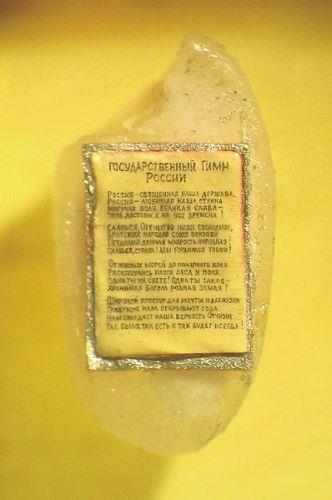 Государственный Гимн
России
Россия - священная наша держава,
Россия - любимая наша страна
Могучая воля, великая слава -
Твое достоянье на все времена!
Славься, Отечество наше свободное,
Братских народов союз вековой
Предками данная мудрость народная!
Славься, страна! Мы гордимся тобой!
От южных морей до полярного края
Раскинулись наши леса и поля.
Одна ты на свете! Одна ты такая -
Хранимая Богом родная земля!
Широкий простор для мечты и для жизни
Грядущие нам открывают года.
Нам силу дает наша верность Отчизне.
Так было, так есть и так будет всегда!